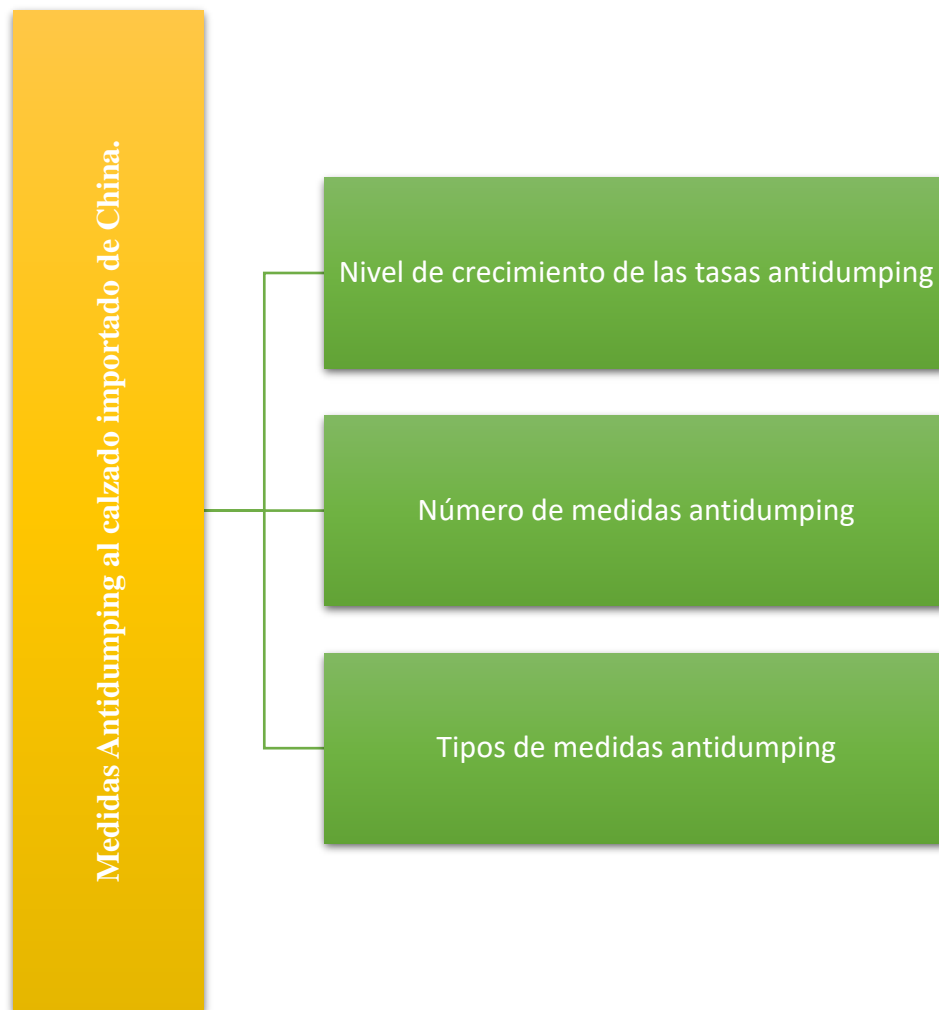 Medidas Antidumping al calzado importado de China.
Nivel de crecimiento de las tasas antidumping
Número de medidas antidumping
Tipos de medidas antidumping